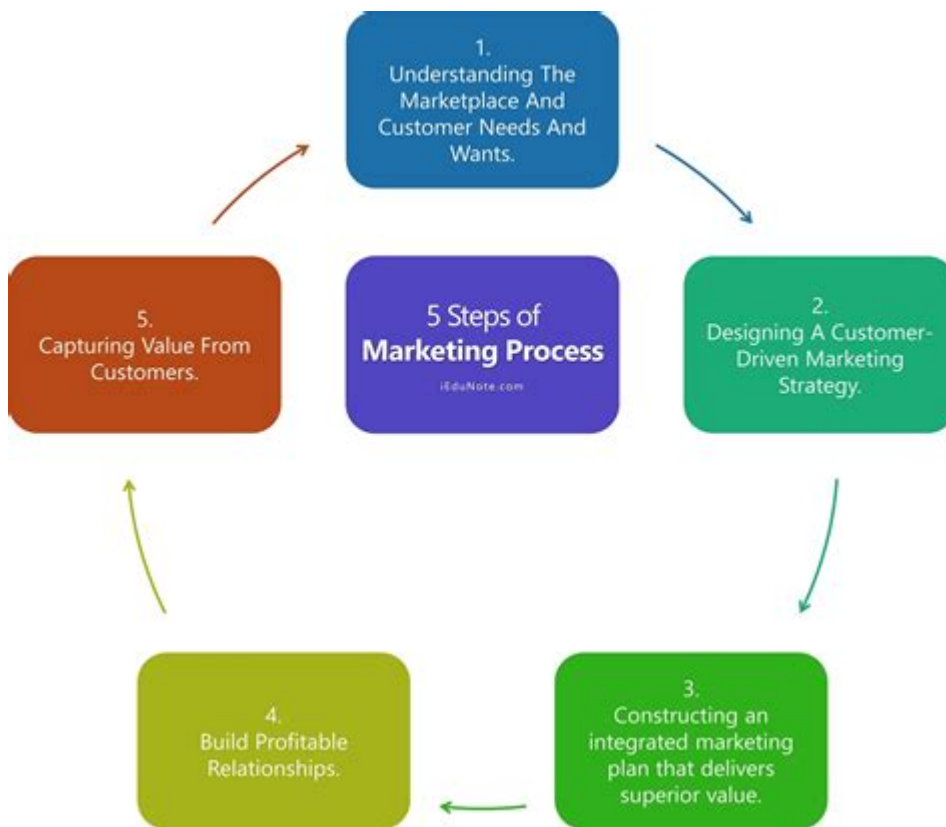 1.
Understanding The
Marketplace And
Customer Needs And
Wants.
5.
Capturing Value From
Customers.
5 Steps of
Marketing Process
iEduNote.com
2.
Designing A Customer-
Driven Marketing
Strategy.
4.
Build Profitable
Relationships.
3.
Constructing an
integrated marketing
plan that delivers
superior value.